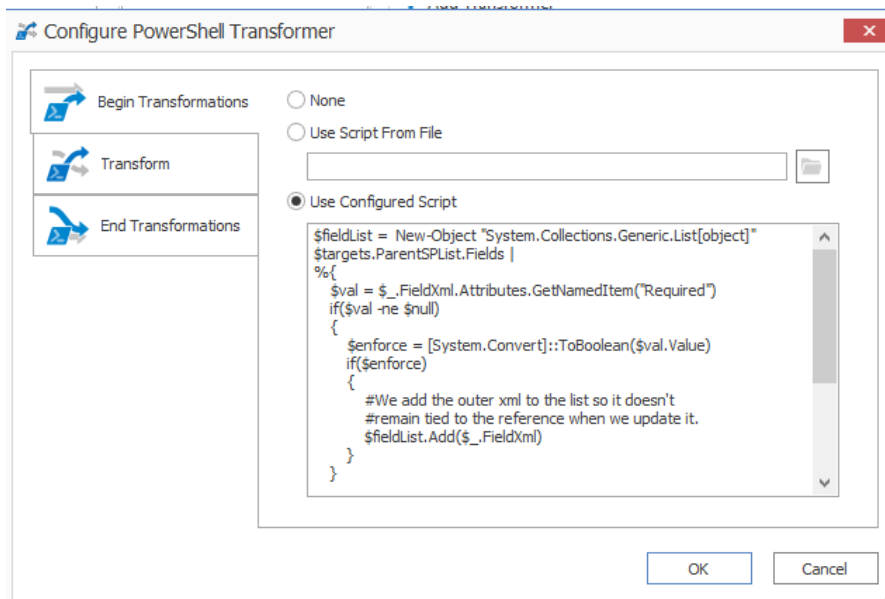 Add Transformer
Configure PowerShell Transformer
Begin Transformations
Transform
End Transformations
None
Use Script From File
Use Configured Script
$fieldList = New-Object "System.Collections.Generic.List[object]"
$targets.ParentSPList.Fields |
%{
$val = $_.FieldXml.Attributes.GetNamedItem("Required")
if($val -ne $null)
{
$enforce = [System.Convert]::ToBoolean($val.Value)
if($enforce)
{
#We add the outer xml to the list so it doesn't
#remain tied to the reference when we update it.
$fieldList.Add($_.FieldXml)
}
}
OK
Cancel